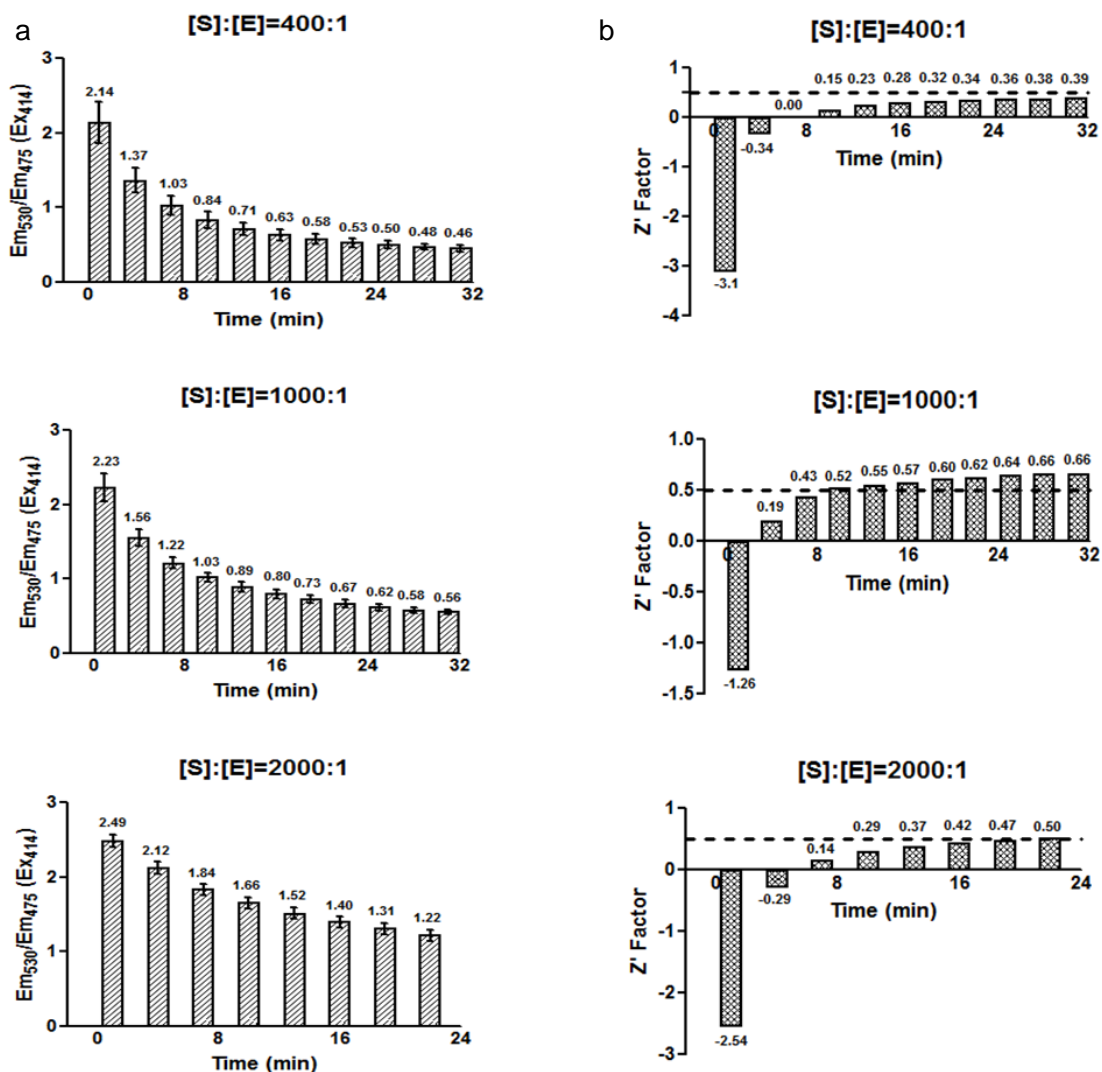 a
[S]:[E]=400:1
Em530/Em475 (Ex414)
3
2
1
0
2.14
1.37
1.03
0.84
0.71
0.63
0.58
0.53
0.50
0.48
0.46
0 8 16 24 32
Time (min)
[S]:[E]=1000:1
Em530/Em475 (Ex414)
3
2
1
0
2.23
1.56
1.22
1.03
0.89
0.80
0.73
0.67
0.62
0.58
0.56
0 8 16 24 32
Time (min)
[S]:[E]=2000:1
Em530/Em475 (Ex414)
3
2
1
0
2.49
2.12
1.84
1.66
1.52
1.40
1.31
1.22
0 8 16 24
Time (min)
b
[S]:[E]=400:1
Z' Factor
1
0
-1
-2
-3
-4
0.00 0.15 0.23 0.28 0.32 0.34 0.36 0.38 0.39
0 8 16 24 32
-0.34
Time (min)
-3.1
[S]:[E]=1000:1
Z' Factor
1.0
0.5
0.0
-0.5
-1.0
-1.5
0.19 0.43 0.52 0.55 0.57 0.60 0.62 0.64 0.66 0.66
0 8 16 24 32
Time (min)
-1.26
[S]:[E]=2000:1
Z' Factor
1
0
-1
-2
-3
0.14 0.29 0.37 0.42 0.47 0.50
0 8 16 24
-0.29
Time (min)
-2.54